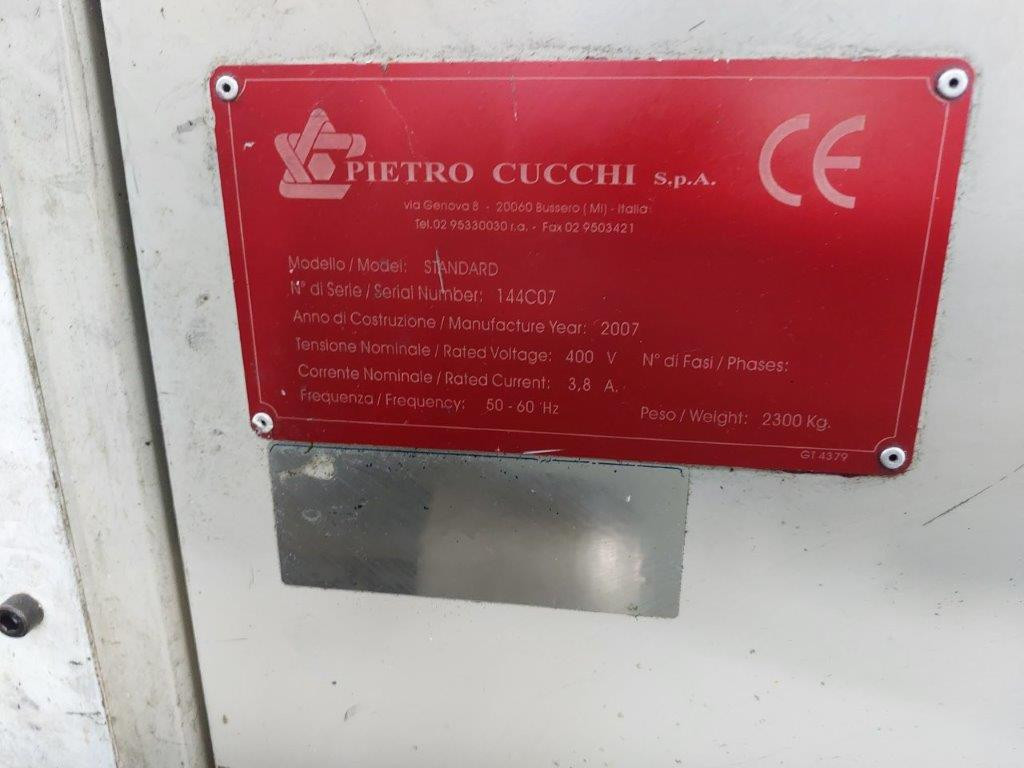 PIETRO CUCCHI S.p.A.
CE
via Genova 8 - 20060 Bussero (MI) - Italia
Tel. 02 95330030 r.a. - Fax 02 9503421
Modello / Model: STANDARD
N° di Serie / Serial Number: 144C07
Anno di Costruzione / Manufacture Year: 2007
Tensione Nominale / Rated Voltage: 400 V N° di Fasi / Phases:
Corrente Nominale / Rated Current: 3,8 A.
Frequenza / Frequency: 50 - 60 Hz Peso / Weight: 2300 Kg.
GT 4379